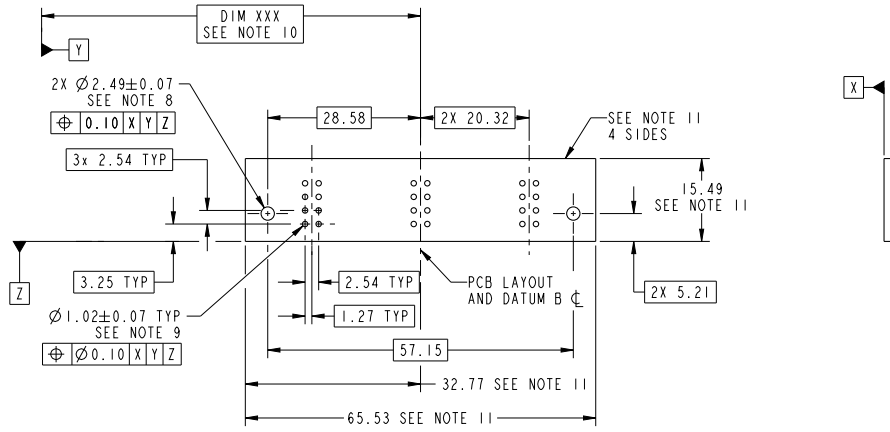 DIM XXX
SEE NOTE 10
Y
X
2X Ø2.49±0.07
SEE NOTE 8
⌖ 0.10 X Y Z
28.58
2X 20.32
SEE NOTE 11
4 SIDES
3x 2.54 TYP
15.49
SEE NOTE 11
3.25 TYP
Z
2.54 TYP
PCB LAYOUT
AND DATUM B ℄
2X 5.21
Ø1.02±0.07 TYP
SEE NOTE 9
⌖ Ø0.10 X Y Z
1.27 TYP
57.15
32.77 SEE NOTE 11
65.53 SEE NOTE 11